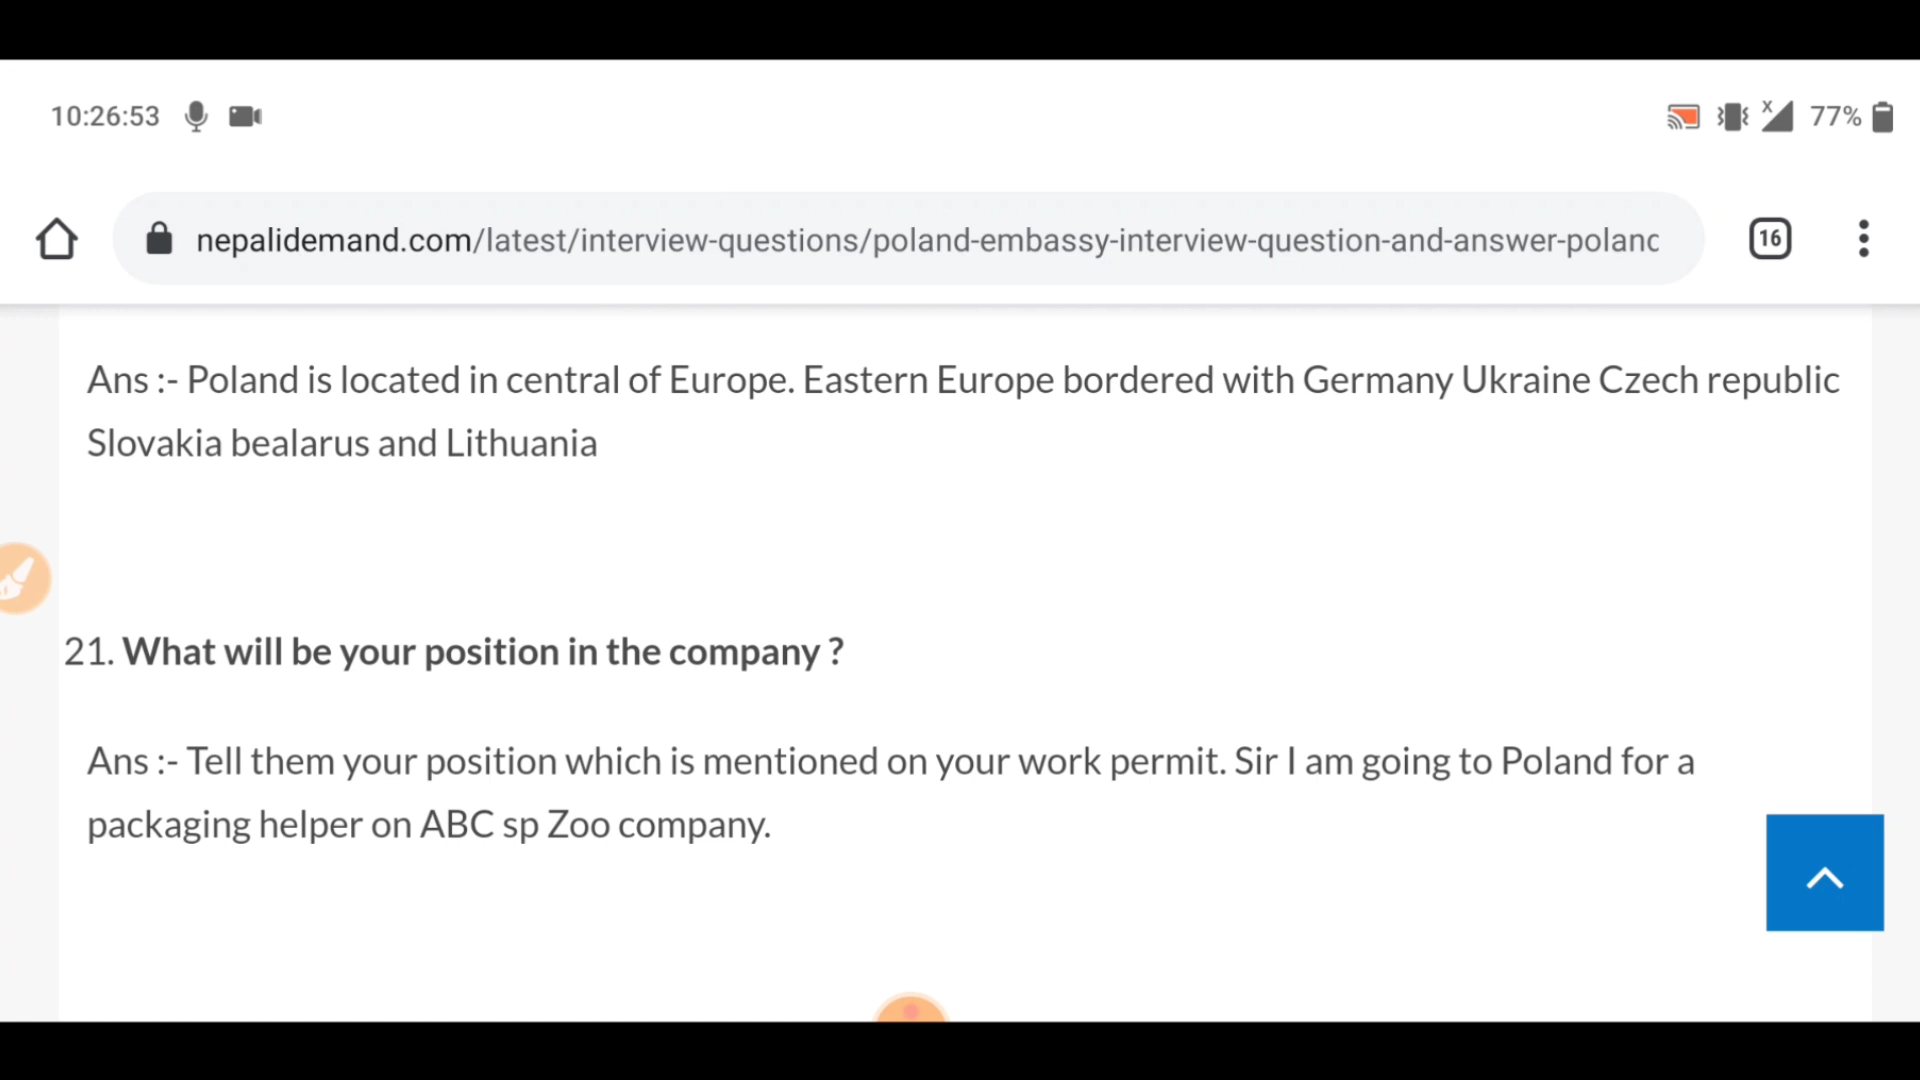 10:26:53
x 77%
nepalidemand.com/latest/interview-questions/poland-embassy-interview-question-and-answer-polanc
16
Ans :- Poland is located in central of Europe. Eastern Europe bordered with Germany Ukraine Czech republic
Slovakia bealarus and Lithuania
21. What will be your position in the company ?
Ans :- Tell them your position which is mentioned on your work permit. Sir I am going to Poland for a
packaging helper on ABC sp Zoo company.